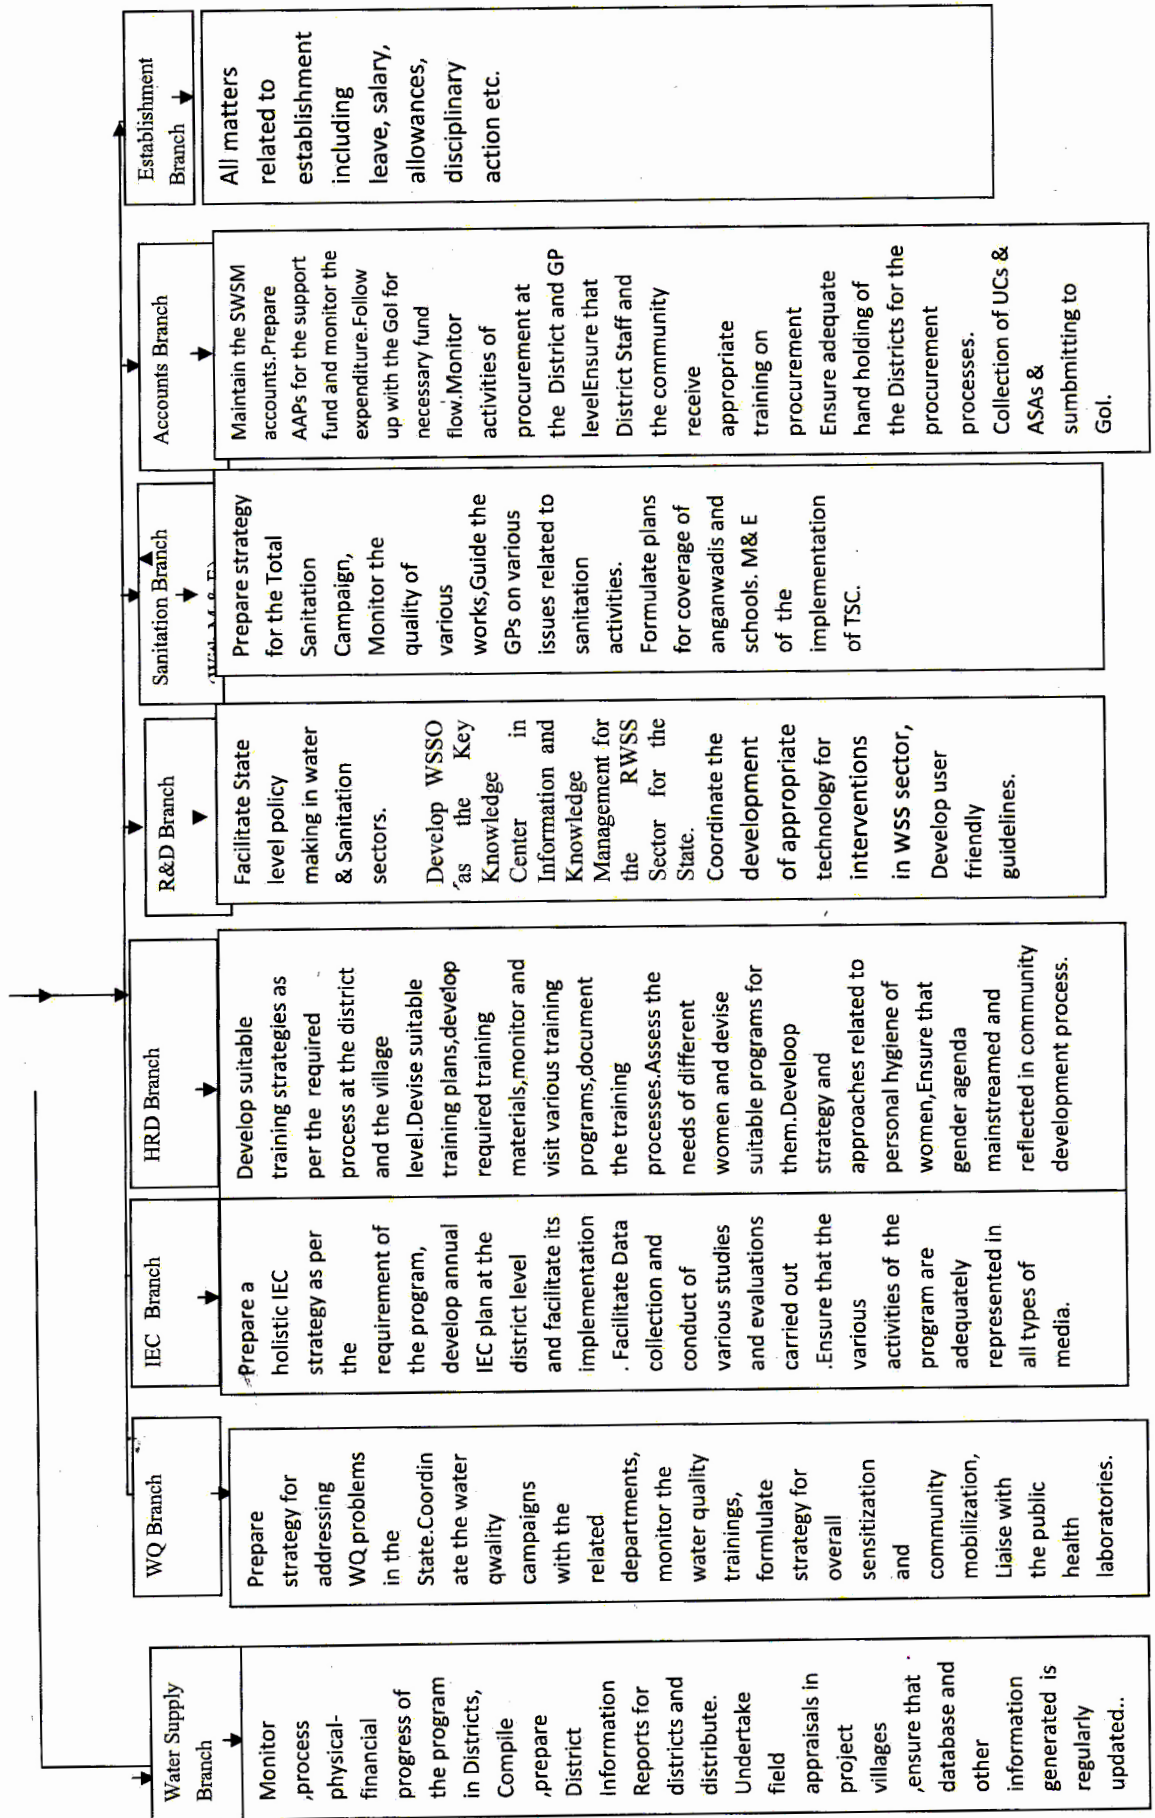 Water Supply
Branch
Monitor
,process
physical-
financial
progress of
the program
in Districts,
Compile
,prepare
District
Information
Reports for
districts and
distribute.
Undertake
field
appraisals in
project
villages
,ensure that
database and
other
information
generated is
regularly
updated..
WQ Branch
Prepare
strategy for
addressing
WQ problems
in the
State.Coordin
ate the water
qwality
campaigns
with the
related
departments,
monitor the
water quality
trainings,
formlulate
strategy for
overall
sensitization
and
community
mobilization,
Liaise with
the public
health
laboratories.
IEC Branch
Prepare a
holistic IEC
strategy as per
the
requirement of
the program,
develop annual
IEC plan at the
district level
and facilitate its
implementation
. Facilitate Data
collection and
conduct of
various studies
and evaluations
carried out
.Ensure that the
various
activities of the
program are
adequately
represented in
all types of
media.
HRD Branch
Develop suitable
training strategies as
per the required
process at the district
and the village
level.Devise suitable
training plans,develop
required training
materials,monitor and
visit various training
programs,document
the training
processes.Assess the
needs of different
women and devise
suitable programs for
them.Develoop
strategy and
approaches related to
personal hygiene of
women,Ensure that
gender agenda
mainstreamed and
reflected in community
development process.
R&D Branch
Facilitate State
level policy
making in water
& Sanitation
sectors.
Develop WSSO
as the Key
Knowledge
Center in
Information and
Knowledge
Management for
the RWSS
Sector for the
State.
Coordinate the
development
of appropriate
technology for
interventions
in WSS sector,
Develop user
friendly
guidelines.
Sanitation Branch
Prepare strategy
for the Total
Sanitation
Campaign,
Monitor the
quality of
various
works,Guide the
GPs on various
issues related to
sanitation
activities.
Formulate plans
for coverage of
anganwadis and
schools. M& E
of the
implementation
of TSC.
Accounts Branch
Maintain the SWSM
accounts.Prepare
AAPs for the support
fund and monitor the
expenditure.Follow
up with the GoI for
necessary fund
flow.Monitor
activities of
procurement at
the District and GP
levelEnsure that
District Staff and
the community
receive
appropriate
training on
procurement
Ensure adequate
hand holding of
the Districts for the
procurement
processes.
Collection of UCs &
ASAs &
sumbmitting to
GoI.
Establishment
Branch
All matters
related to
establishment
including
leave, salary,
allowances,
disciplinary
action etc.